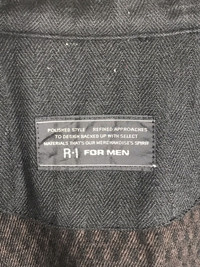 POLISHED STYLE REFINED APPROACHES
TO DESIGN BACKED UP WITH SELECT
MATERIALS THAT'S OUR MERCHANDISE'S SPIRIT
R-1 FOR MEN